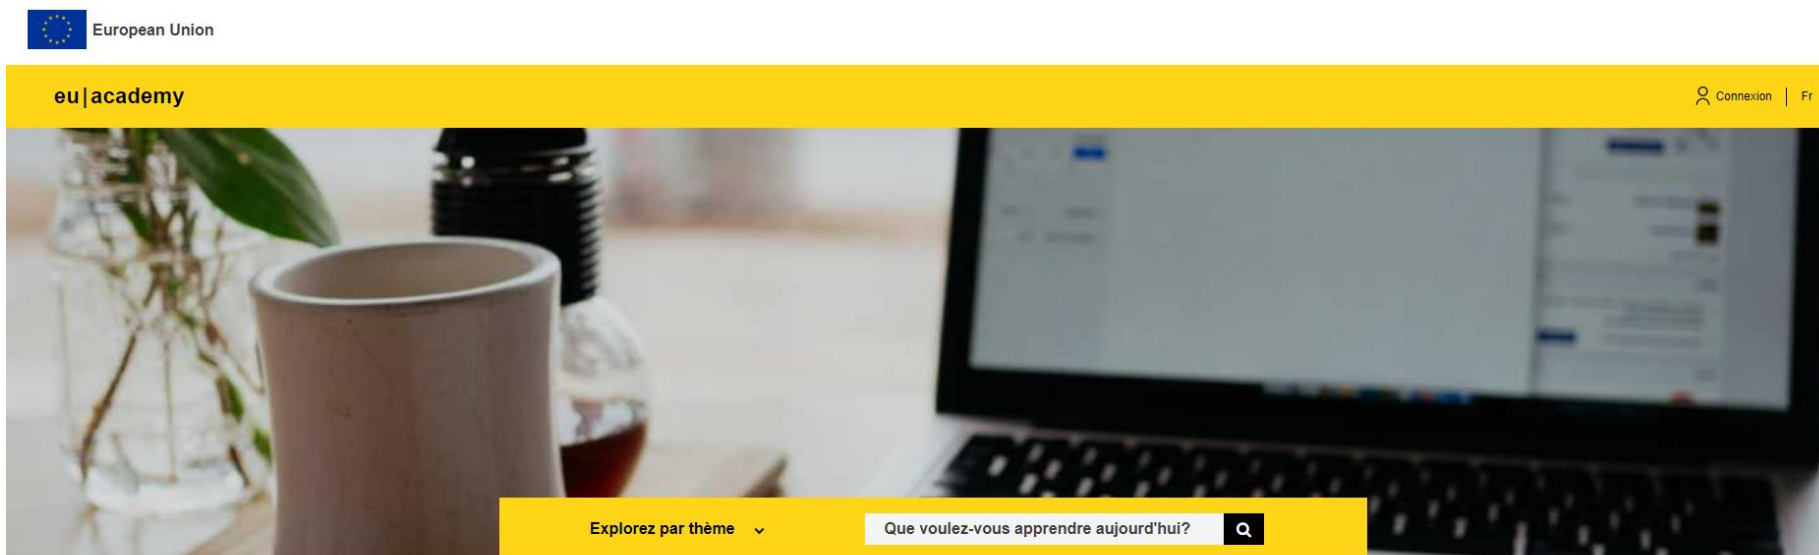 European Union
eu|academy
Connexion | Fr
Explorez par thème
Que voulez-vous apprendre aujourd'hui?